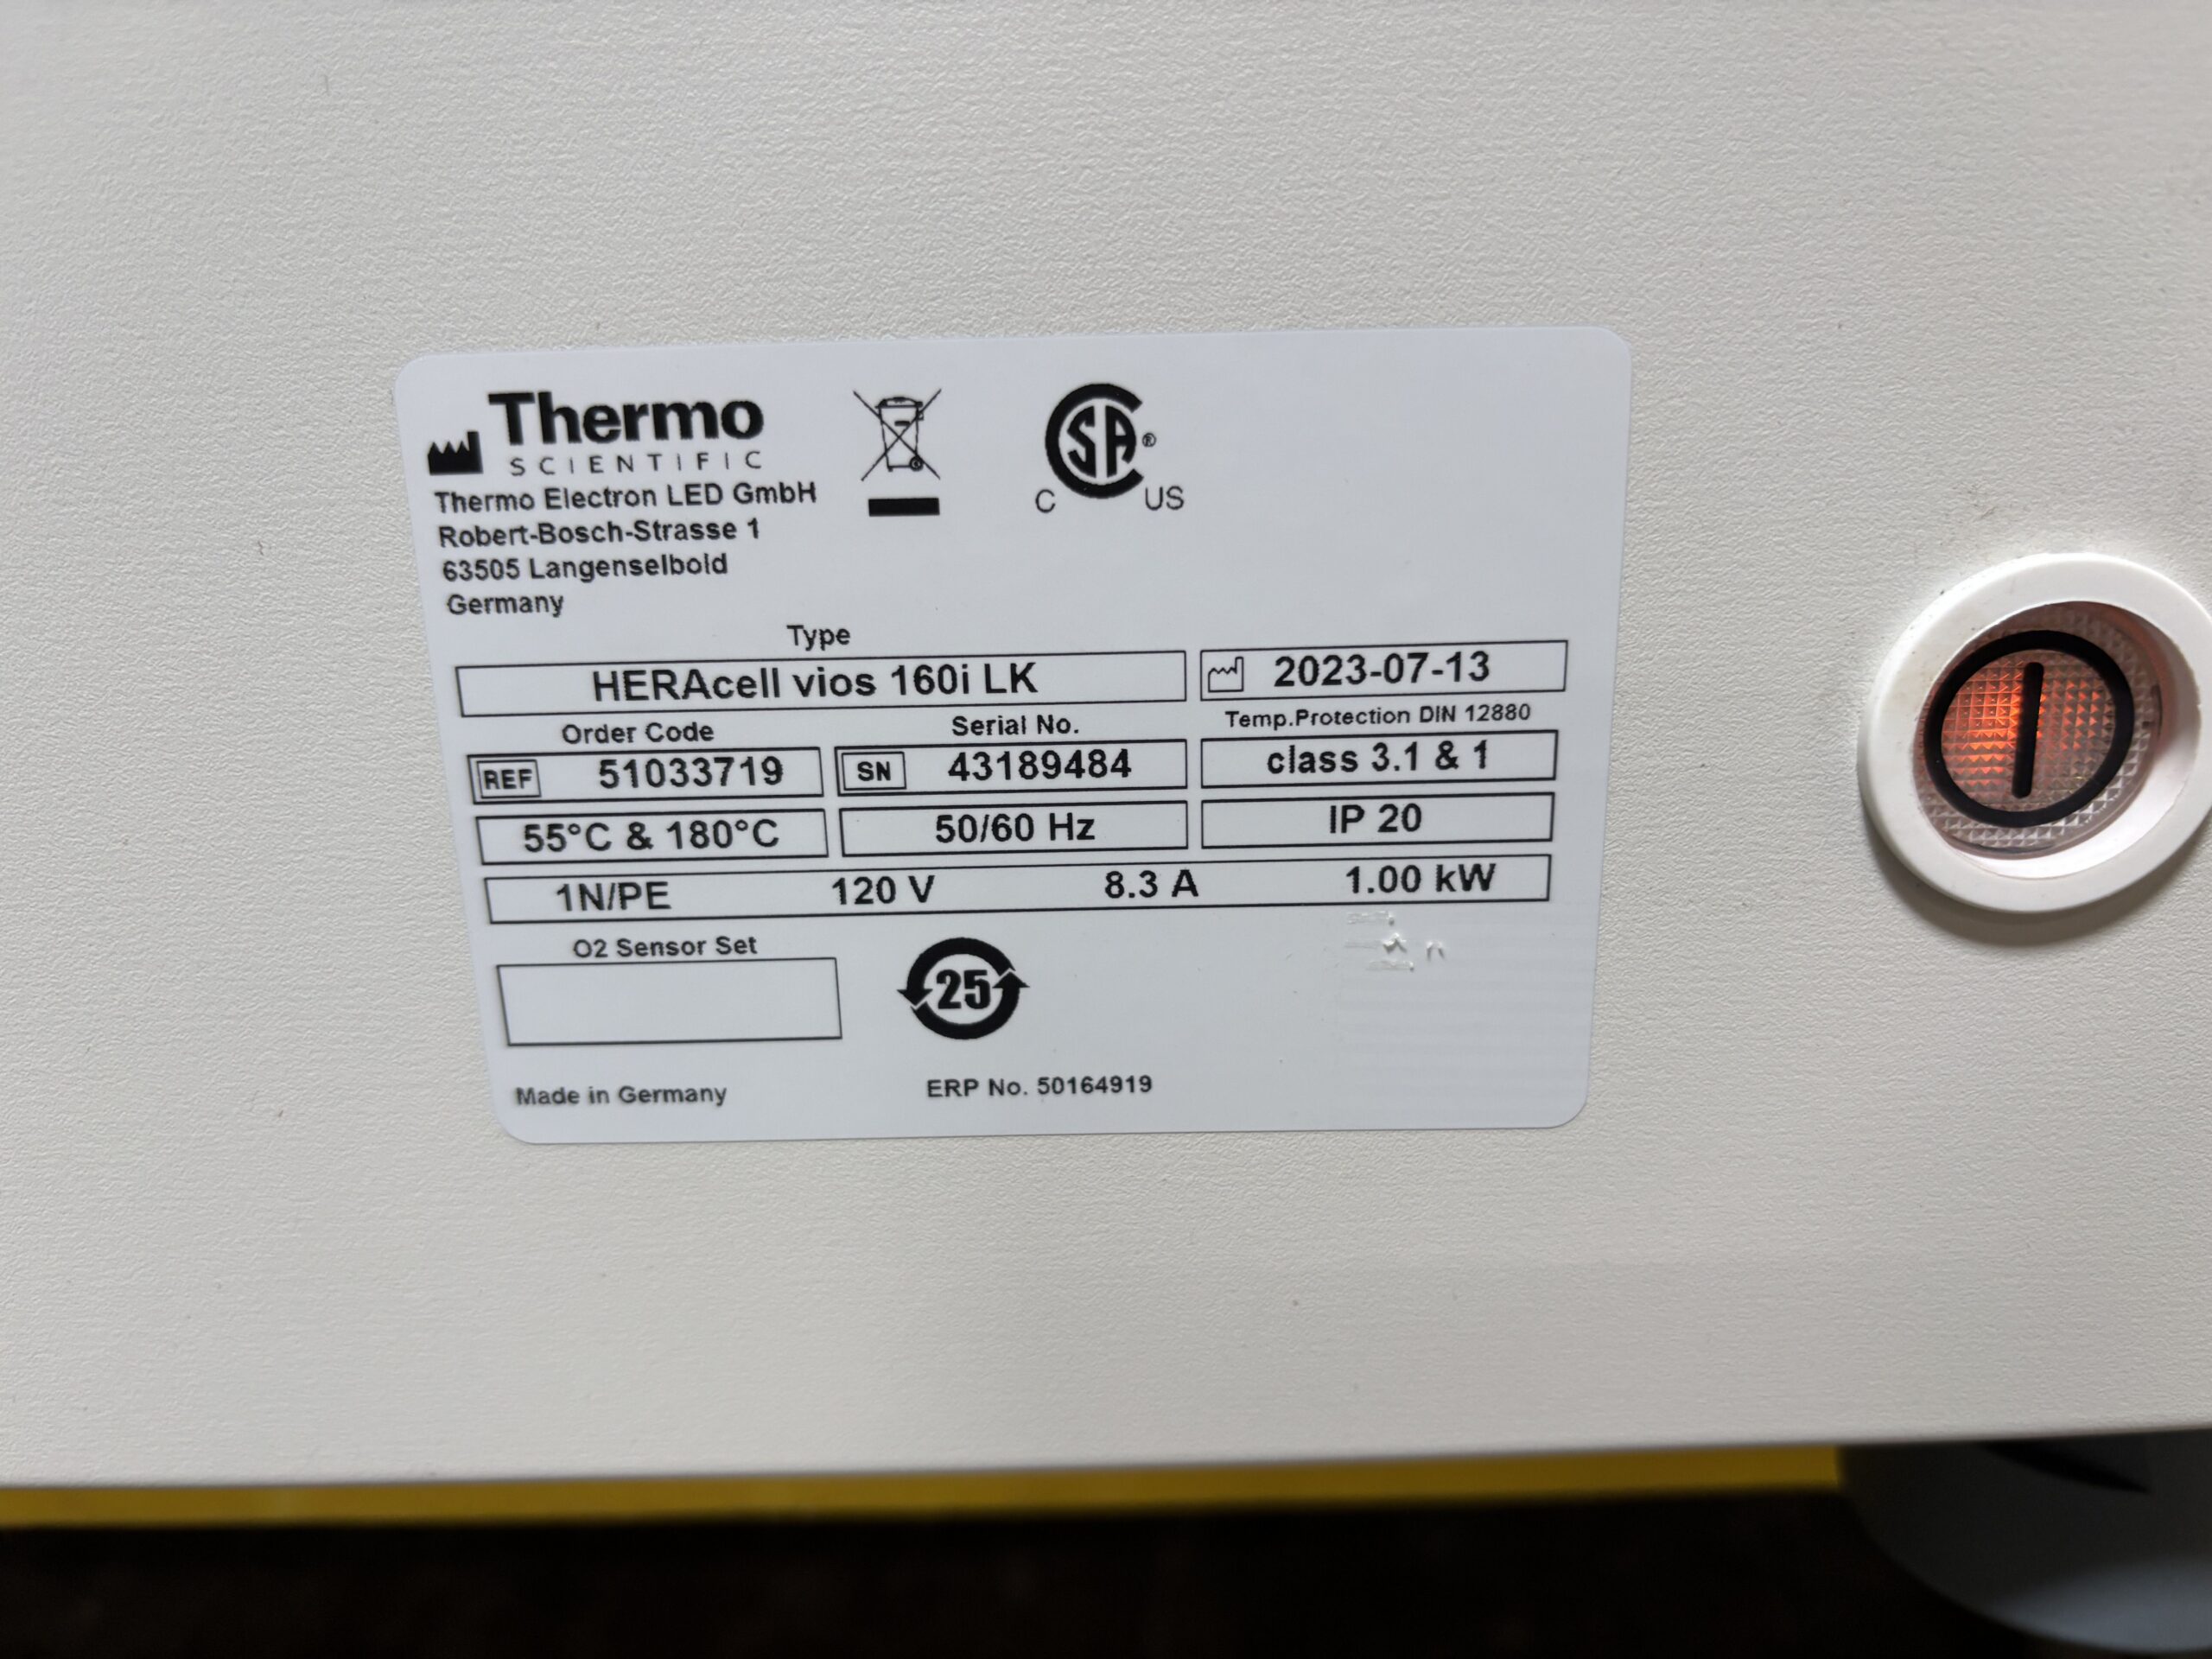 Thermo
SCIENTIFIC
Thermo Electron LED GmbH
Robert-Bosch-Strasse 1
63505 Langenselbold
Germany
SA®
C US
Type
HERAcell vios 160i LK
2023-07-13
Order Code
Serial No.
Temp.Protection DIN 12880
REF 51033719
SN 43189484
class 3.1 & 1
55°C & 180°C
50/60 Hz
IP 20
1N/PE 120 V 8.3 A 1.00 kW
O2 Sensor Set
25
Made in Germany
ERP No. 50164919